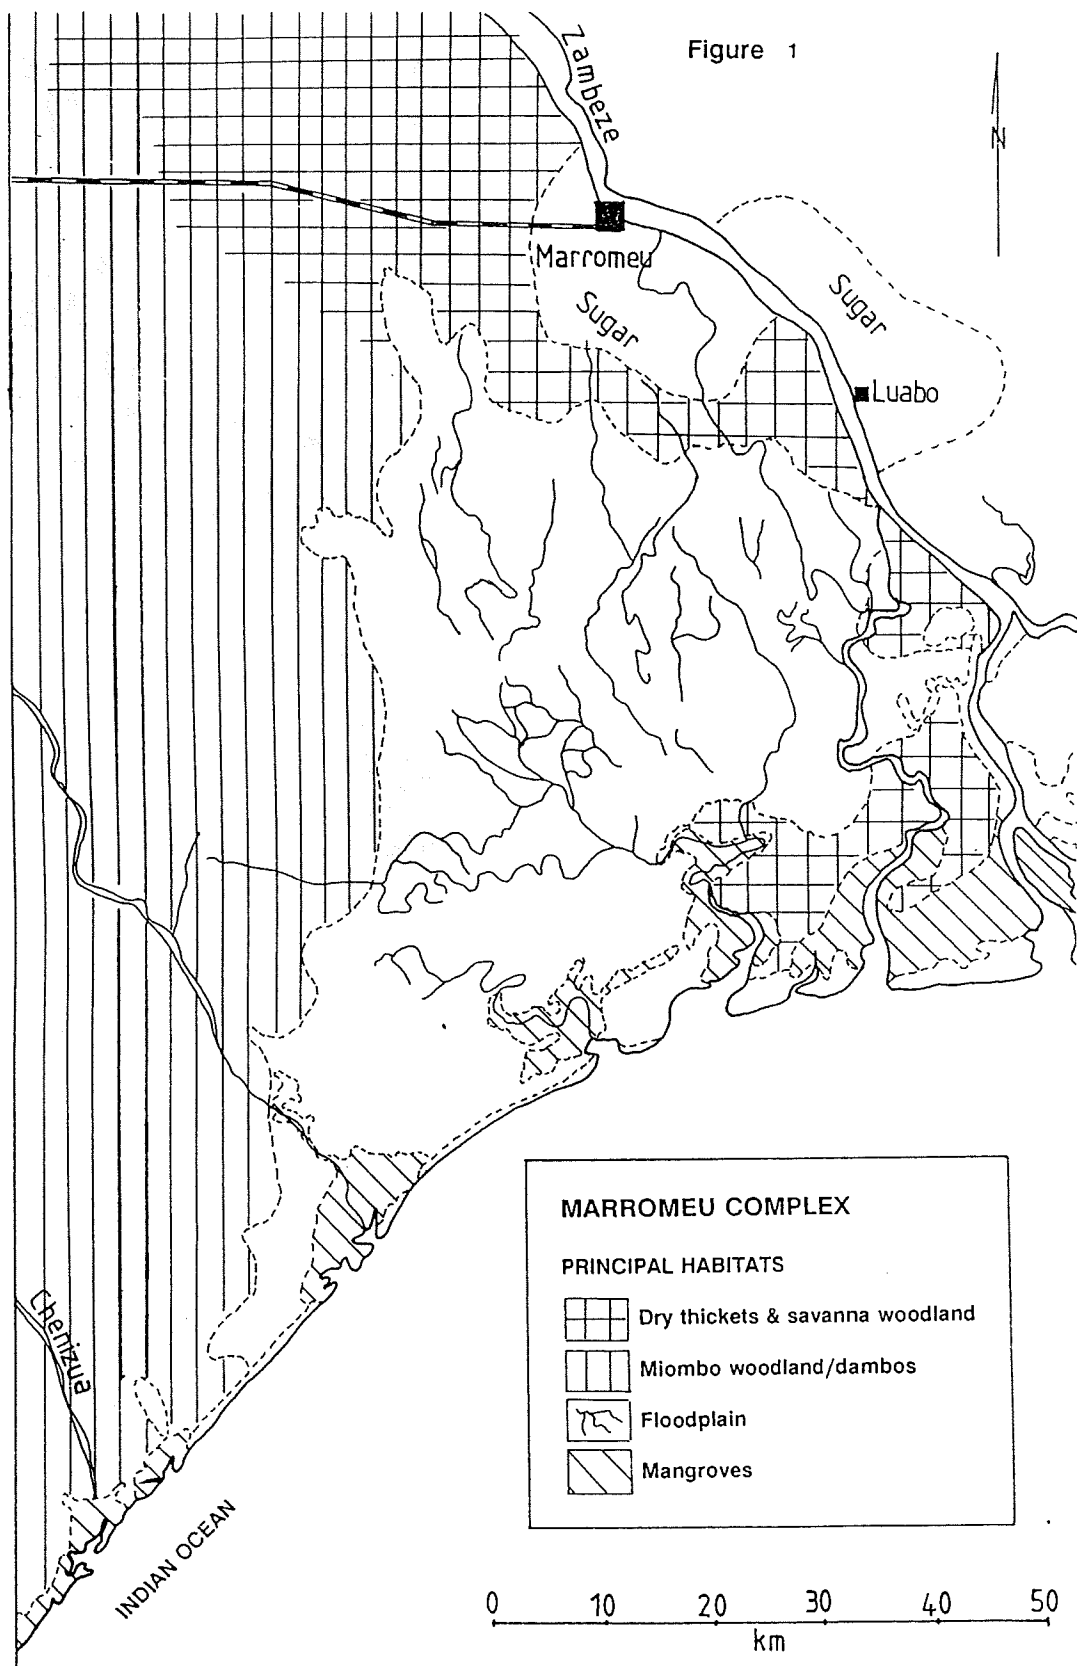 Figure 1
Zambeze
N
Marromeu
Sugar
Sugar
Luabo
MARROMEU COMPLEX
PRINCIPAL HABITATS
Dry thickets & savanna woodland
Miombo woodland/dambos
Floodplain
Mangroves
Chenizua
INDIAN OCEAN
0 10 20 30 40 50
km